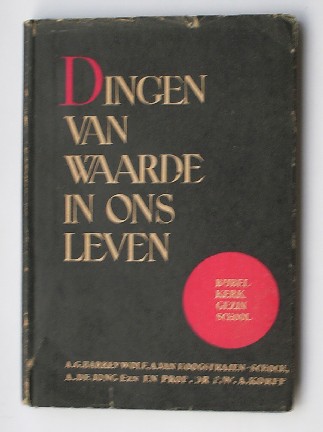 DINGEN
VAN
WAARDE
IN ONS
LEVEN
BIJBEL
KERK
GEZIN
SCHOOL
A.G. BARKEY WOLF, A. VAN HOOGSTRATEN-SCHOCH,
A. DE JONG EZN EN PROF. DR F.W.A. KORFF